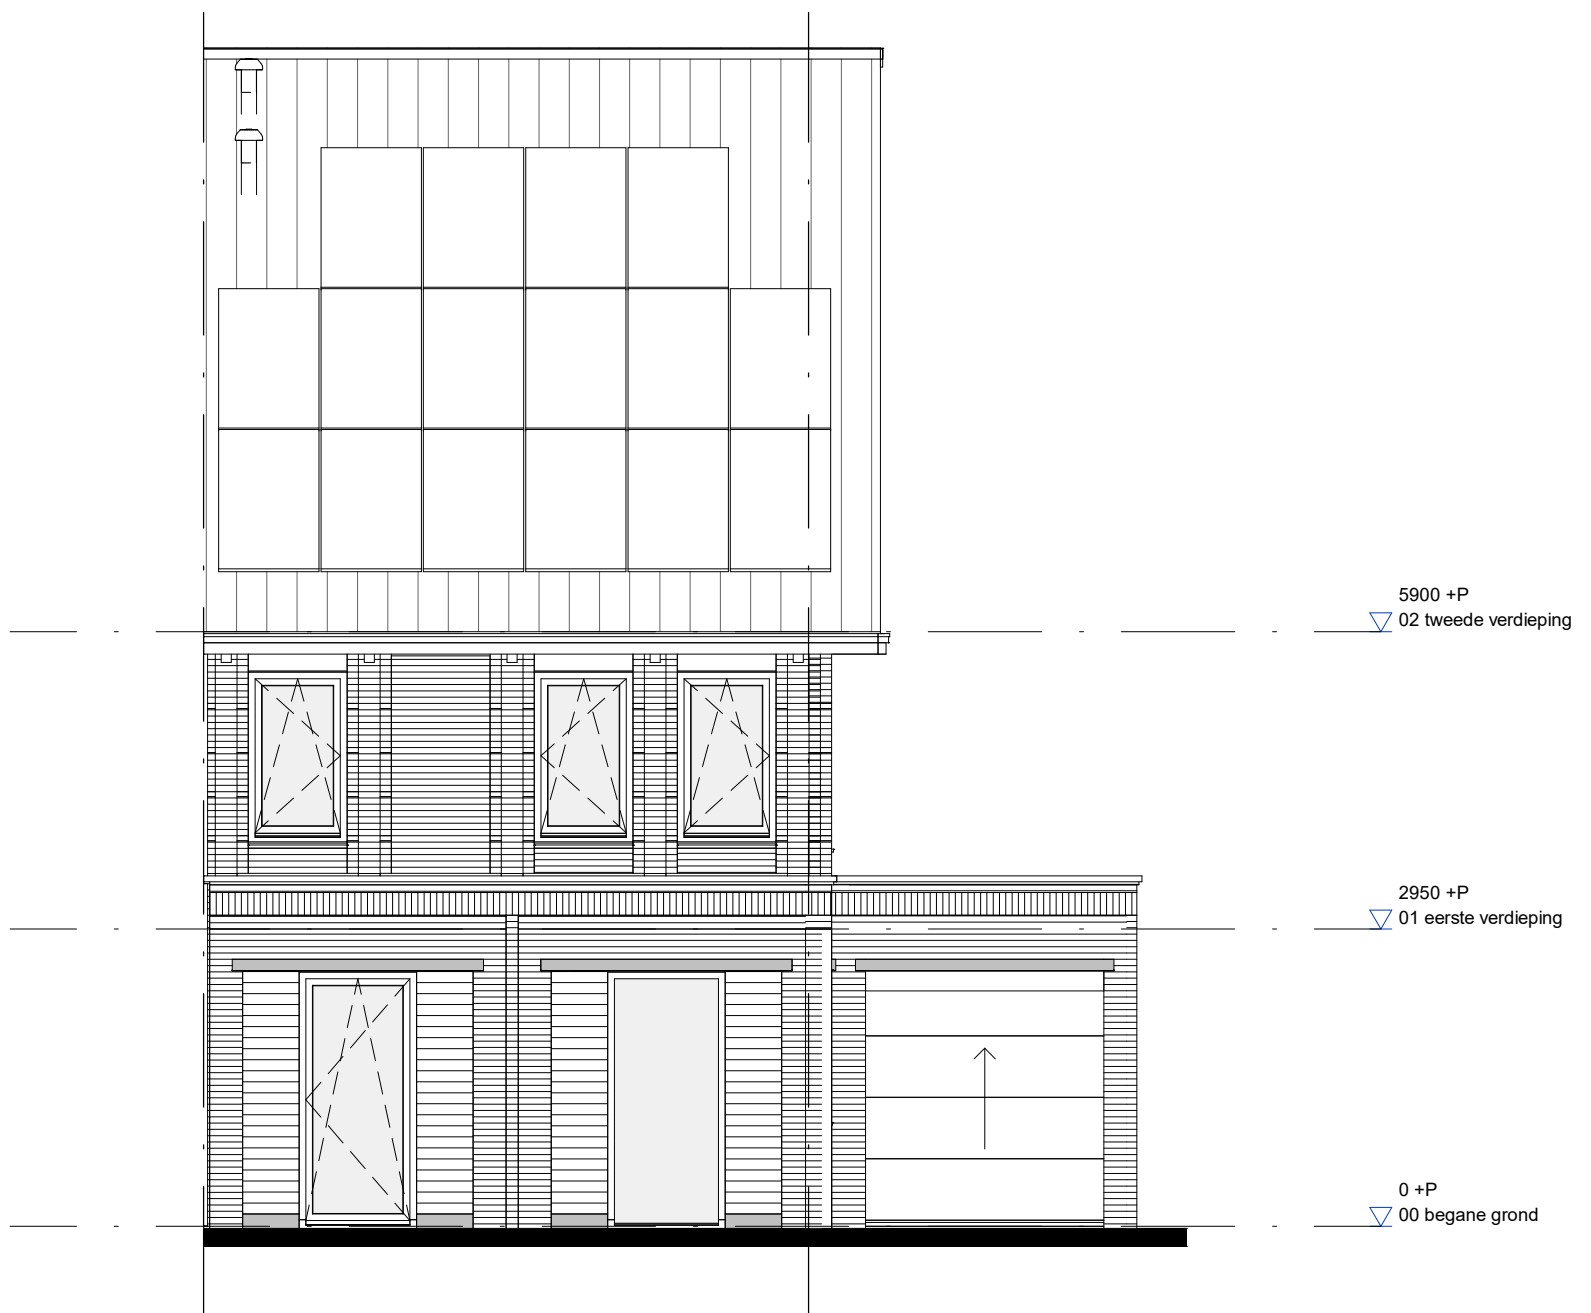 5900 +P
02 tweede verdieping
2950 +P
01 eerste verdieping
0 +P
00 begane grond